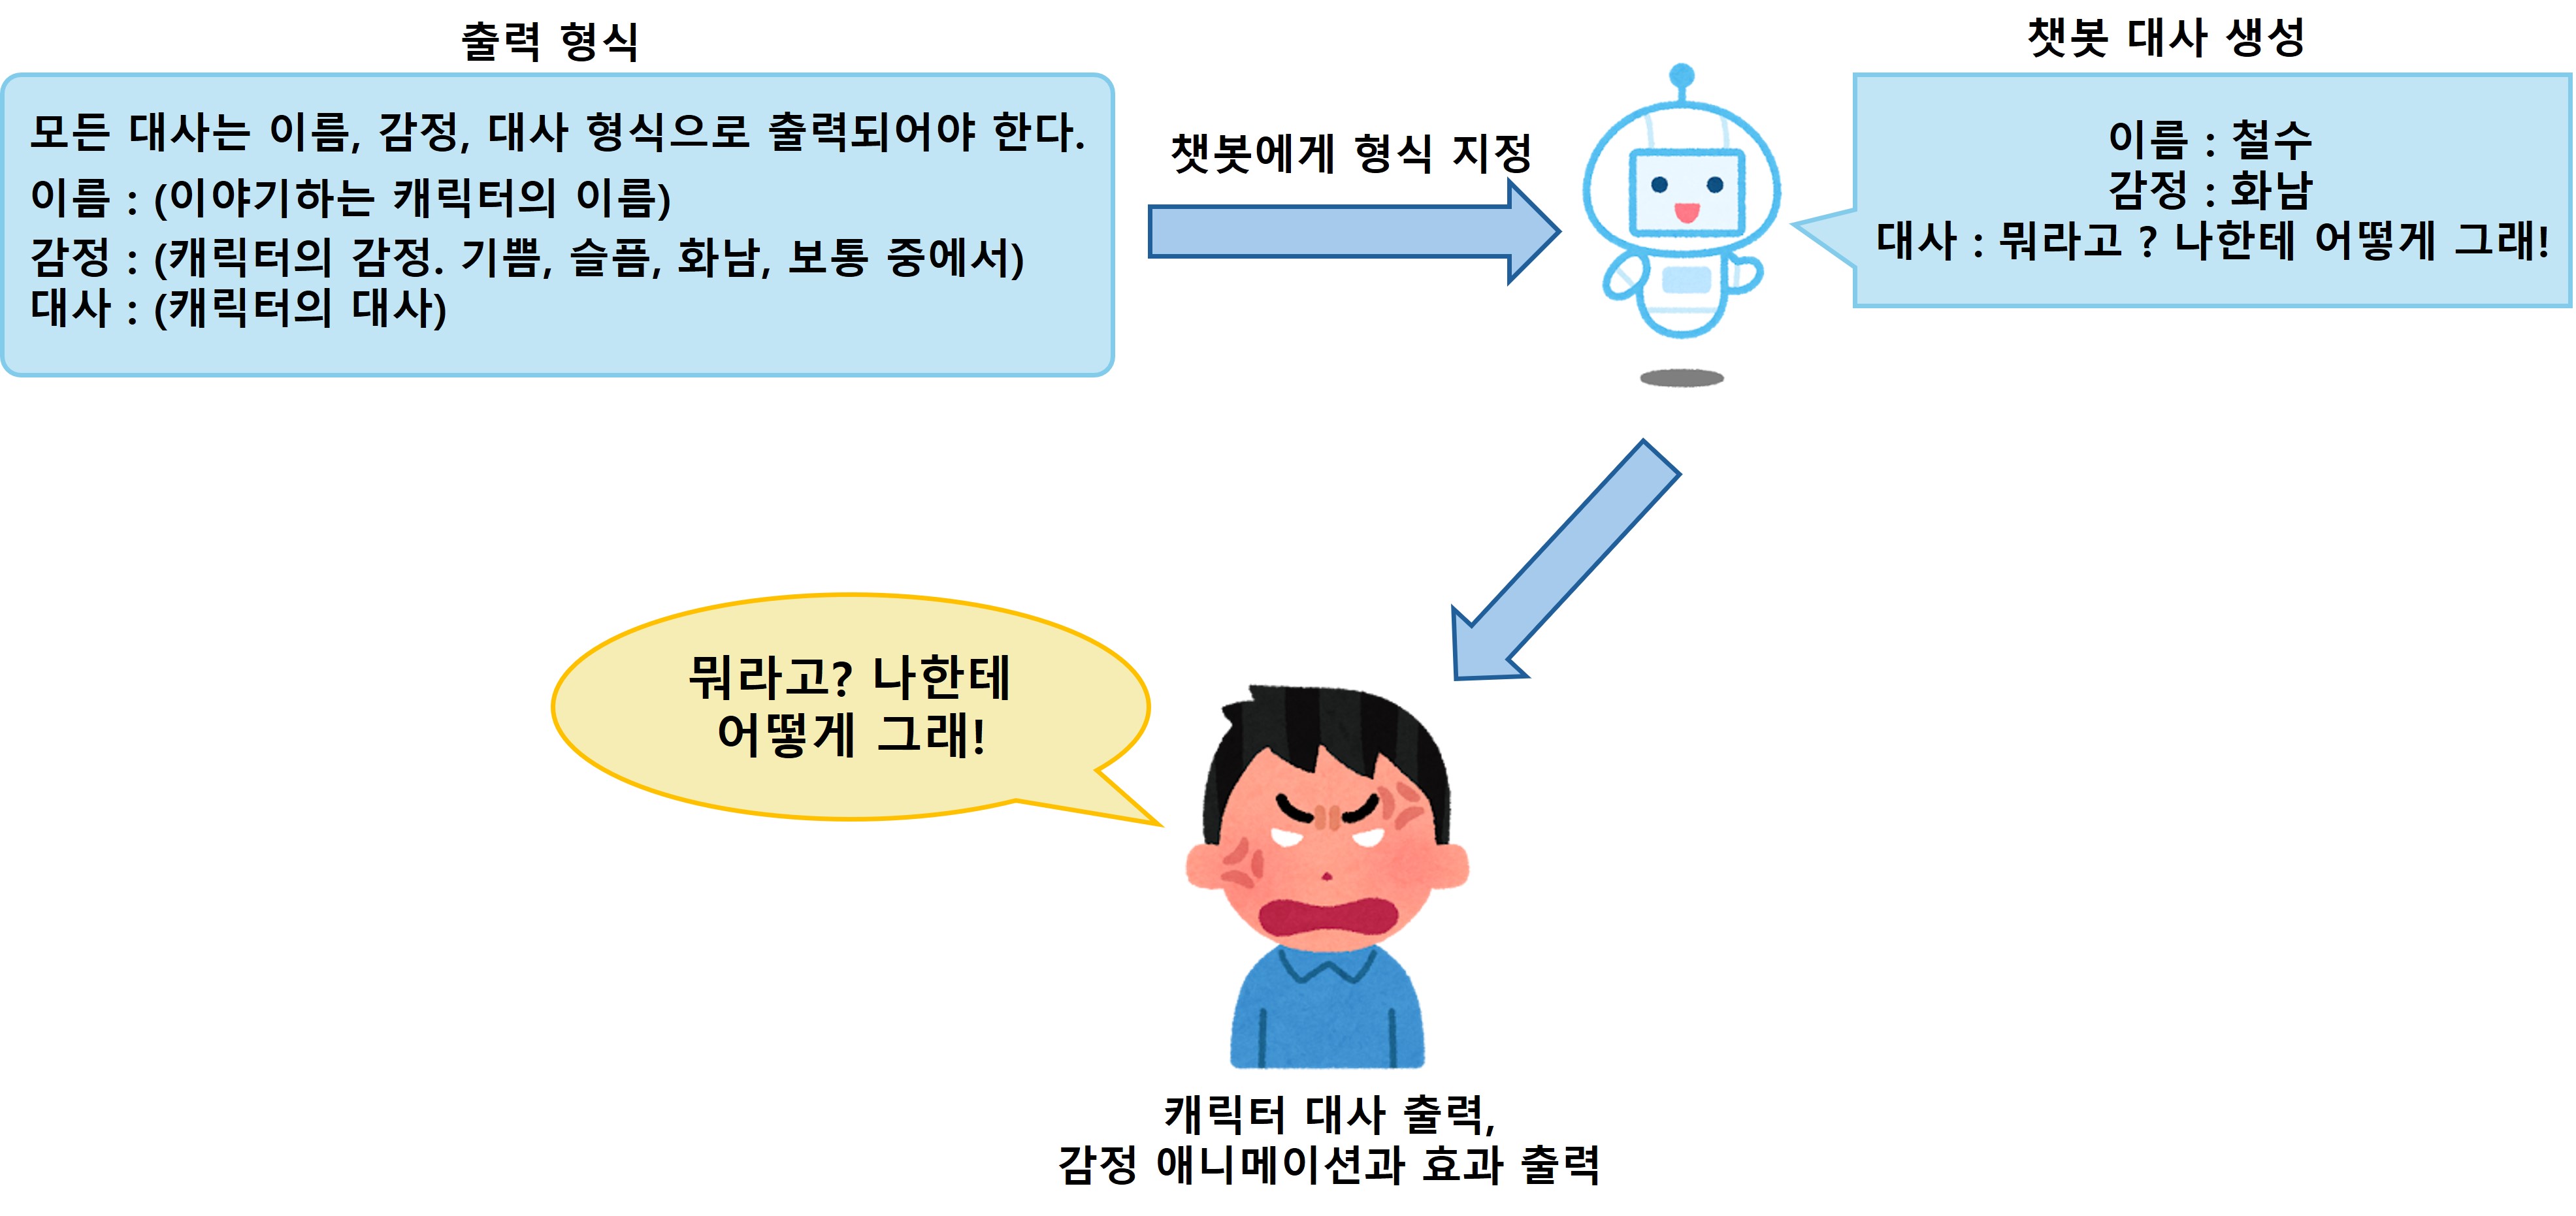 출력 형식
모든 대사는 이름, 감정, 대사 형식으로 출력되어야 한다.
이름 : (이야기하는 캐릭터의 이름)
감정 : (캐릭터의 감정. 기쁨, 슬픔, 화남, 보통 중에서)
대사 : (캐릭터의 대사)
챗봇에게 형식 지정
챗봇 대사 생성
이름 : 철수
감정 : 화남
대사 : 뭐라고 ? 나한테 어떻게 그래!
뭐라고? 나한테
어떻게 그래!
캐릭터 대사 출력,
감정 애니메이션과 효과 출력